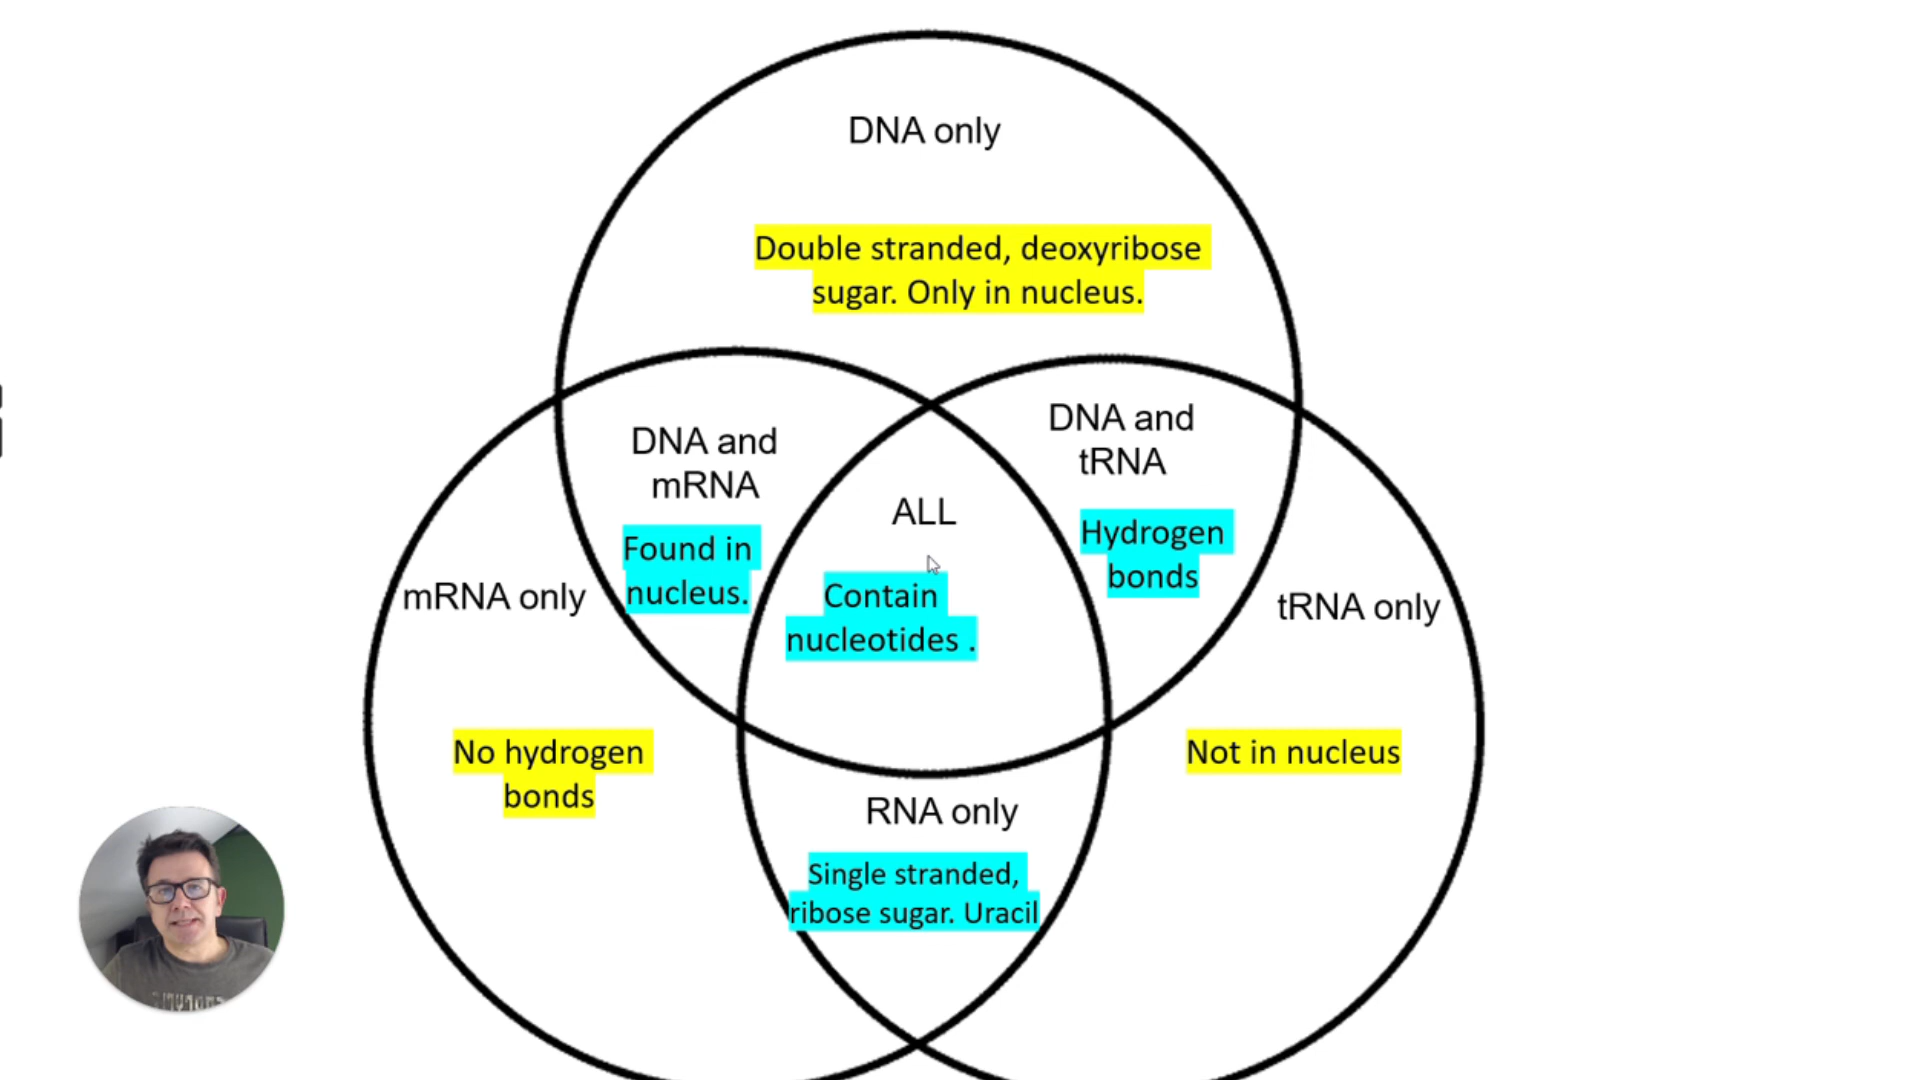 DNA only
Double stranded, deoxyribose
sugar. Only in nucleus.
DNA and
mRNA
Found in
nucleus.
ALL
Contain
nucleotides .
DNA and
tRNA
Hydrogen
bonds
mRNA only
No hydrogen
bonds
tRNA only
Not in nucleus
RNA only
Single stranded,
ribose sugar. Uracil